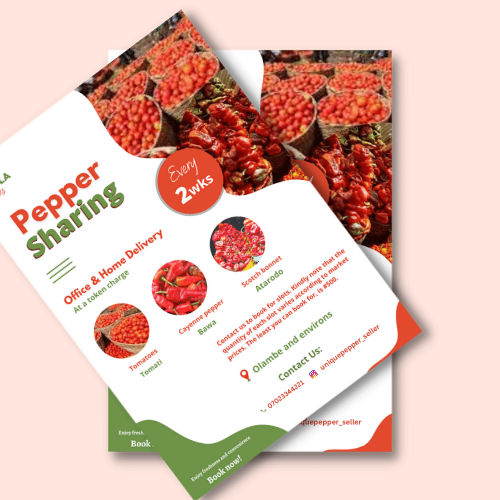 LA
Pepper
Sharing
Every
2wks
Office & Home Delivery
At a token charge
Tomatoes
Tomati
Cayenne pepper
Bawa
Scotch bonnet
Atarodo
Contact us to book for slots. Kindly note that the
quantity of each slot varies according to market
prices. The least you can book for, is #500.
Olambe and environs
Contact Us:
07023344221
uniquepepper_seller
Enjoy freshness and convenience
Book now!
Enjoy fresh
Book
uniquepepper_seller